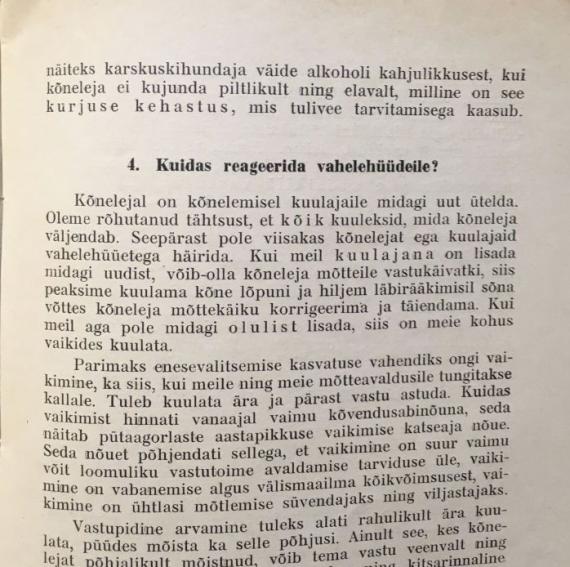 näiteks karskuskihundaja väide alkoholi kahjulikkusest, kui
kõneleja ei kujunda piltlikult ning elavalt, milline on see
kurjuse kehastus, mis tulivee tarvitamisega kaasub.
4. Kuidas reageerida vahelehüüdeile?
Kõnelejal on kõnelemisel kuulajaile midagi uut ütelda.
Oleme rõhutanud tähtsust, et kõik kuuleksid, mida kõneleja
väljendab. Seepärast pole viisakas kõnelejat ega kuulajaid
vahelehüüetega häirida. Kui meil kuulajana on lisada
midagi uudist, võib-olla kõneleja mõtteile vastukäivatki, siis
peaksime kuulama kõne lõpuni ja hiljem läbirääkimisil sõna
võttes kõneleja mõttekäiku korrigeerima ja täiendama. Kui
meil aga pole midagi olulist lisada, siis on meie kohus
vaikides kuulata.
Parimaks enesevalitsemise kasvatuse vahendiks ongi vai-
kimine, ka siis, kui meile ning meie mõtteavaldusile tungitakse
kallale. Tuleb kuulata ära ja pärast vastu astuda. Kuidas
vaikimist hinnati vanaajal vaimu kõvendusabinõuna, seda
näitab pütaagorlaste aastapikkuse vaikimise katseaja nõue.
Seda nõuet põhjendati sellega, et vaikimine on suur vaimu
võit loomuliku vastutoime avaldamise tarviduse üle, vaiki-
mine on vabanemise algus välismaailma kõikvõimsusest, vai-
kimine on ühtlasi mõtlemise süvendajaks ning viljastajaks.
Vastupidine arvamine tuleks alati rahulikult ära kuu-
lata, püüdes mõista ka selle põhjusi. Ainult see, kes kõne-
lejat põhjalikult mõistnud, võib tema vastu veenvalt ning
ning kitsarinnaline